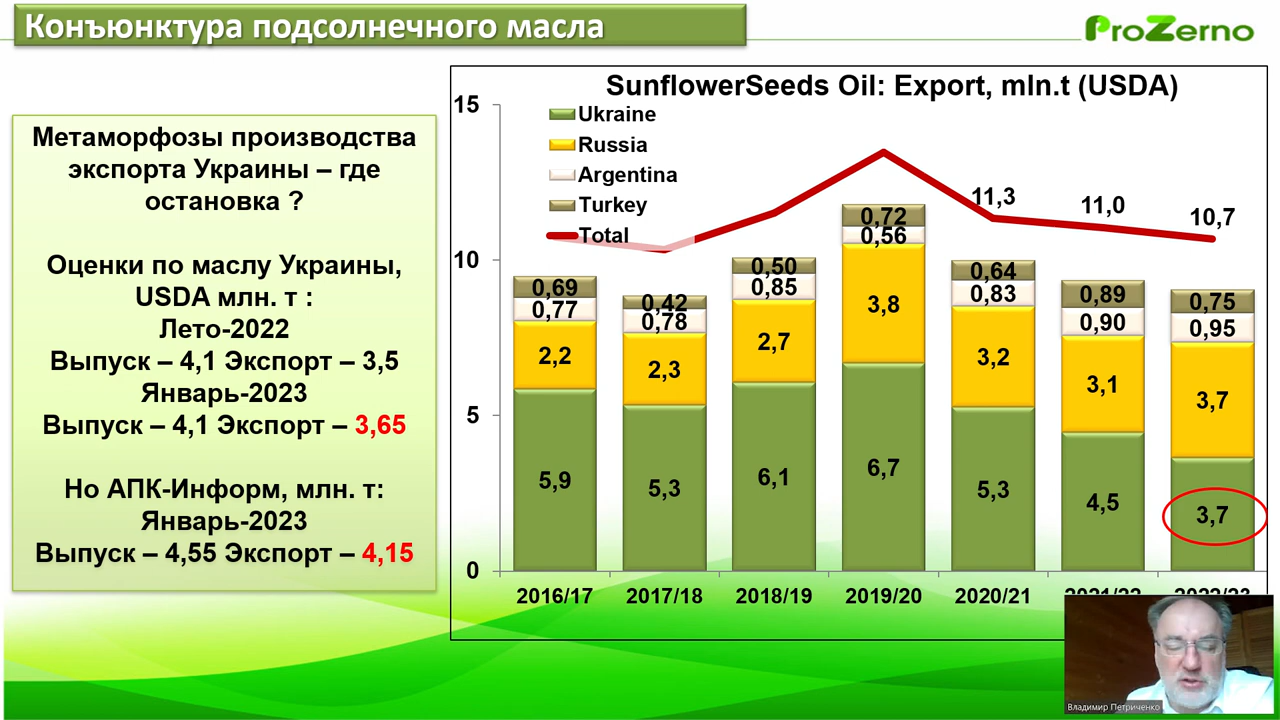 Конъюнктура подсолнечного масла
ProZerno
Метаморфозы производства
экспорта Украины – где
остановка ?
Оценки по маслу Украины,
USDA млн. т :
Лето-2022
Выпуск – 4,1 Экспорт – 3,5
Январь-2023
Выпуск – 4,1 Экспорт – 3,65
Но АПК-Информ, млн. т:
Январь-2023
Выпуск – 4,55 Экспорт – 4,15
SunflowerSeeds Oil: Export, mln.t (USDA)
15
10
5
0
Ukraine
Russia
Argentina
Turkey
Total
11,3
11,0
10,7
0,69
0,42
0,50
0,72
0,64
0,89
0,75
0,77
0,78
0,85
0,56
0,83
0,90
0,95
2,2
2,3
2,7
3,8
3,2
3,1
3,7
5,9
5,3
6,1
6,7
5,3
4,5
3,7
2016/17
2017/18
2018/19
2019/20
2020/21
2021/22
2022/23
Владимир Петриченко